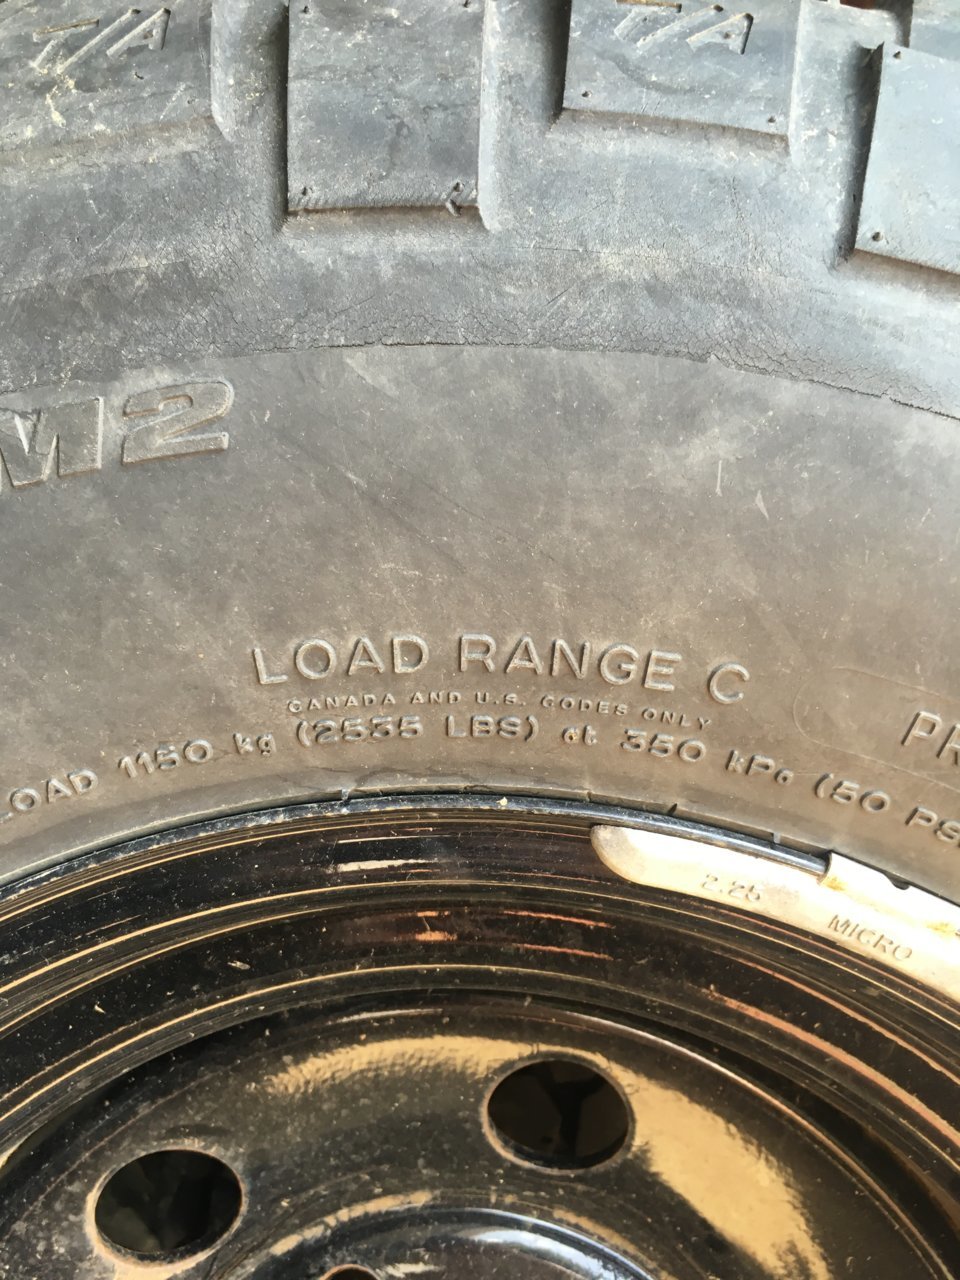 T/A T/A
M2
LOAD RANGE C
CANADA AND U.S. CODES ONLY
LOAD 1150 kg (2535 LBS) at 350 kPa (50 PSI
2.25
MICRO